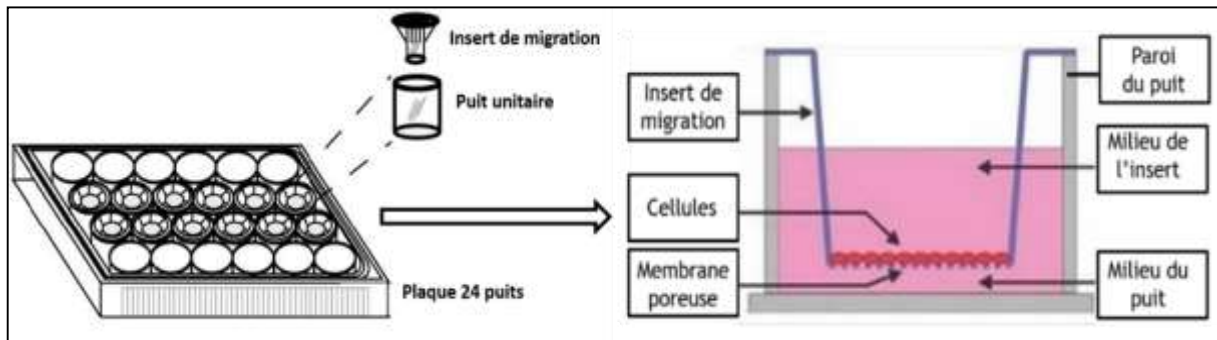 Insert de migration
Puit unitaire
Plaque 24 puits
Insert de
migration
Cellules
Membrane
poreuse
Paroi
du puit
Milieu de
l'insert
Milieu du
puit